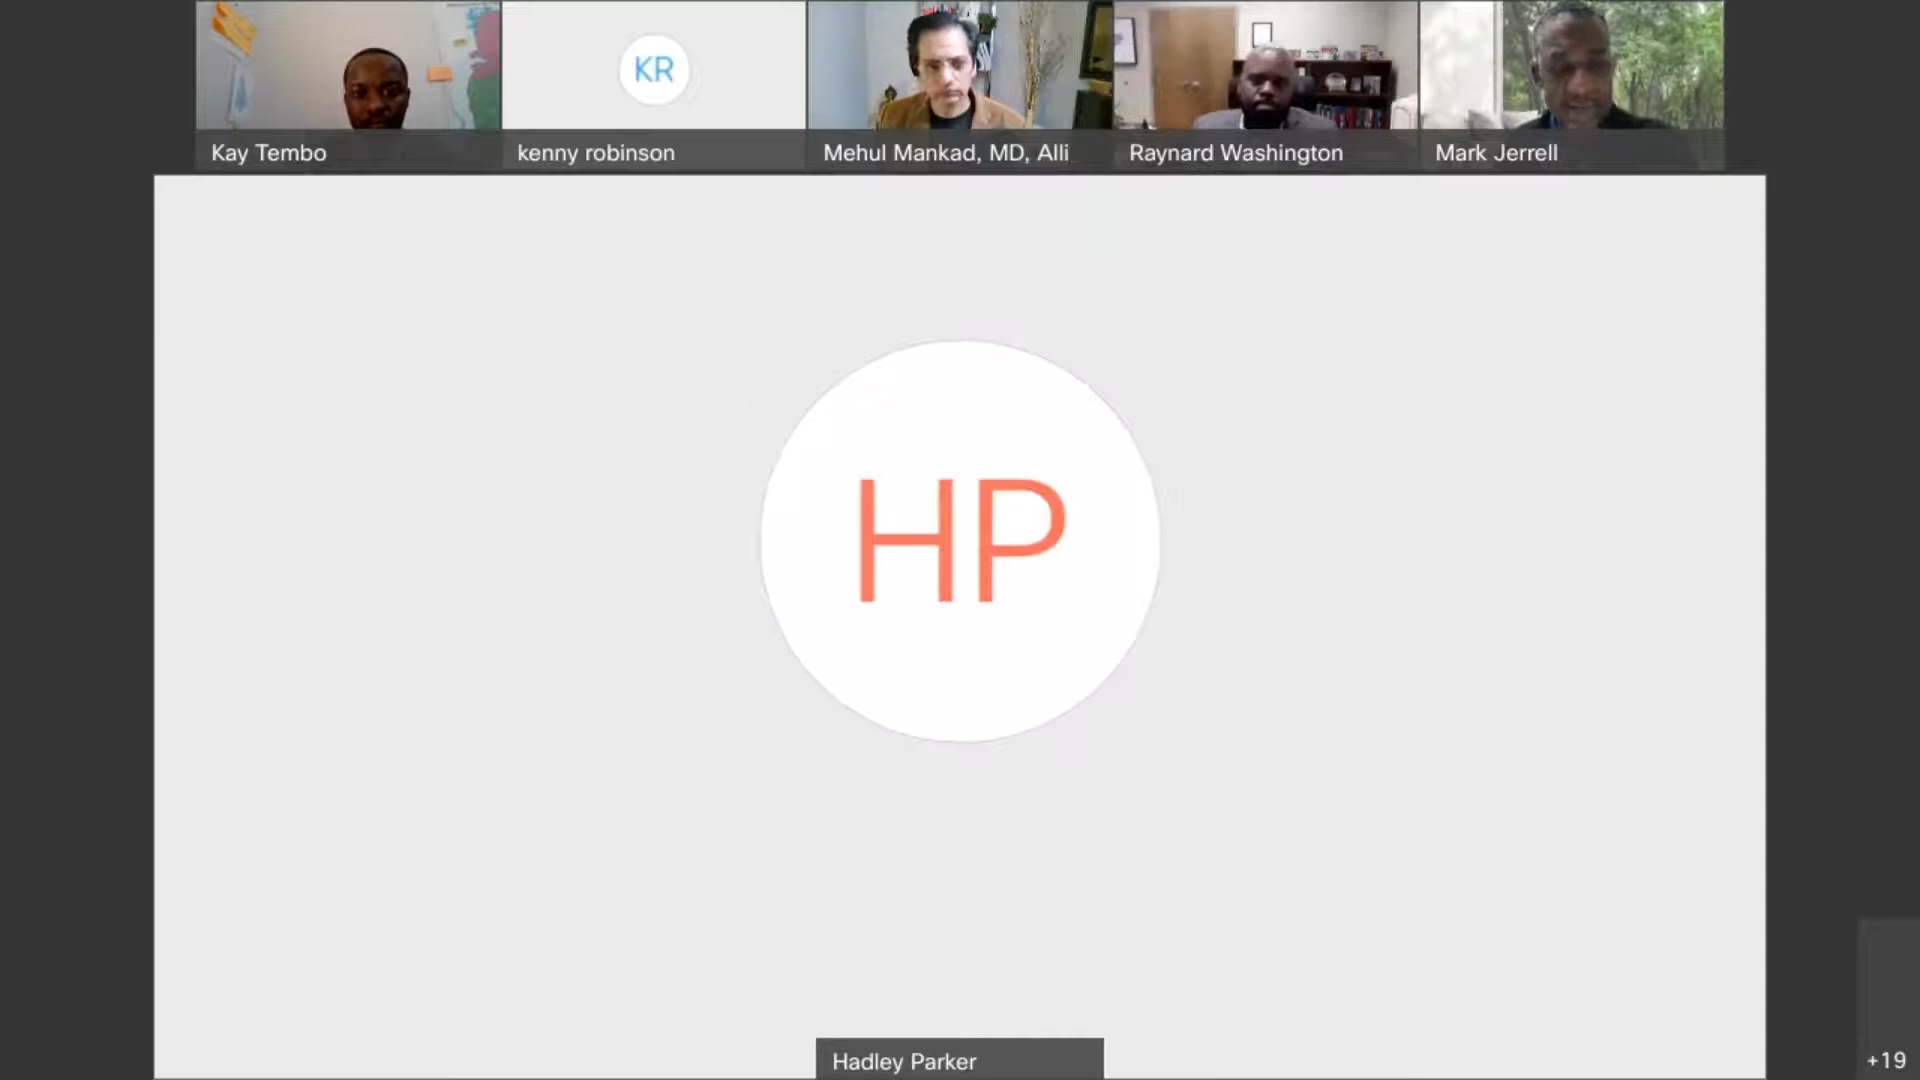 KR
Kay Tembo
kenny robinson
Mehul Mankad, MD, Alli
Raynard Washington
Mark Jerrell
HP
Hadley Parker
+19